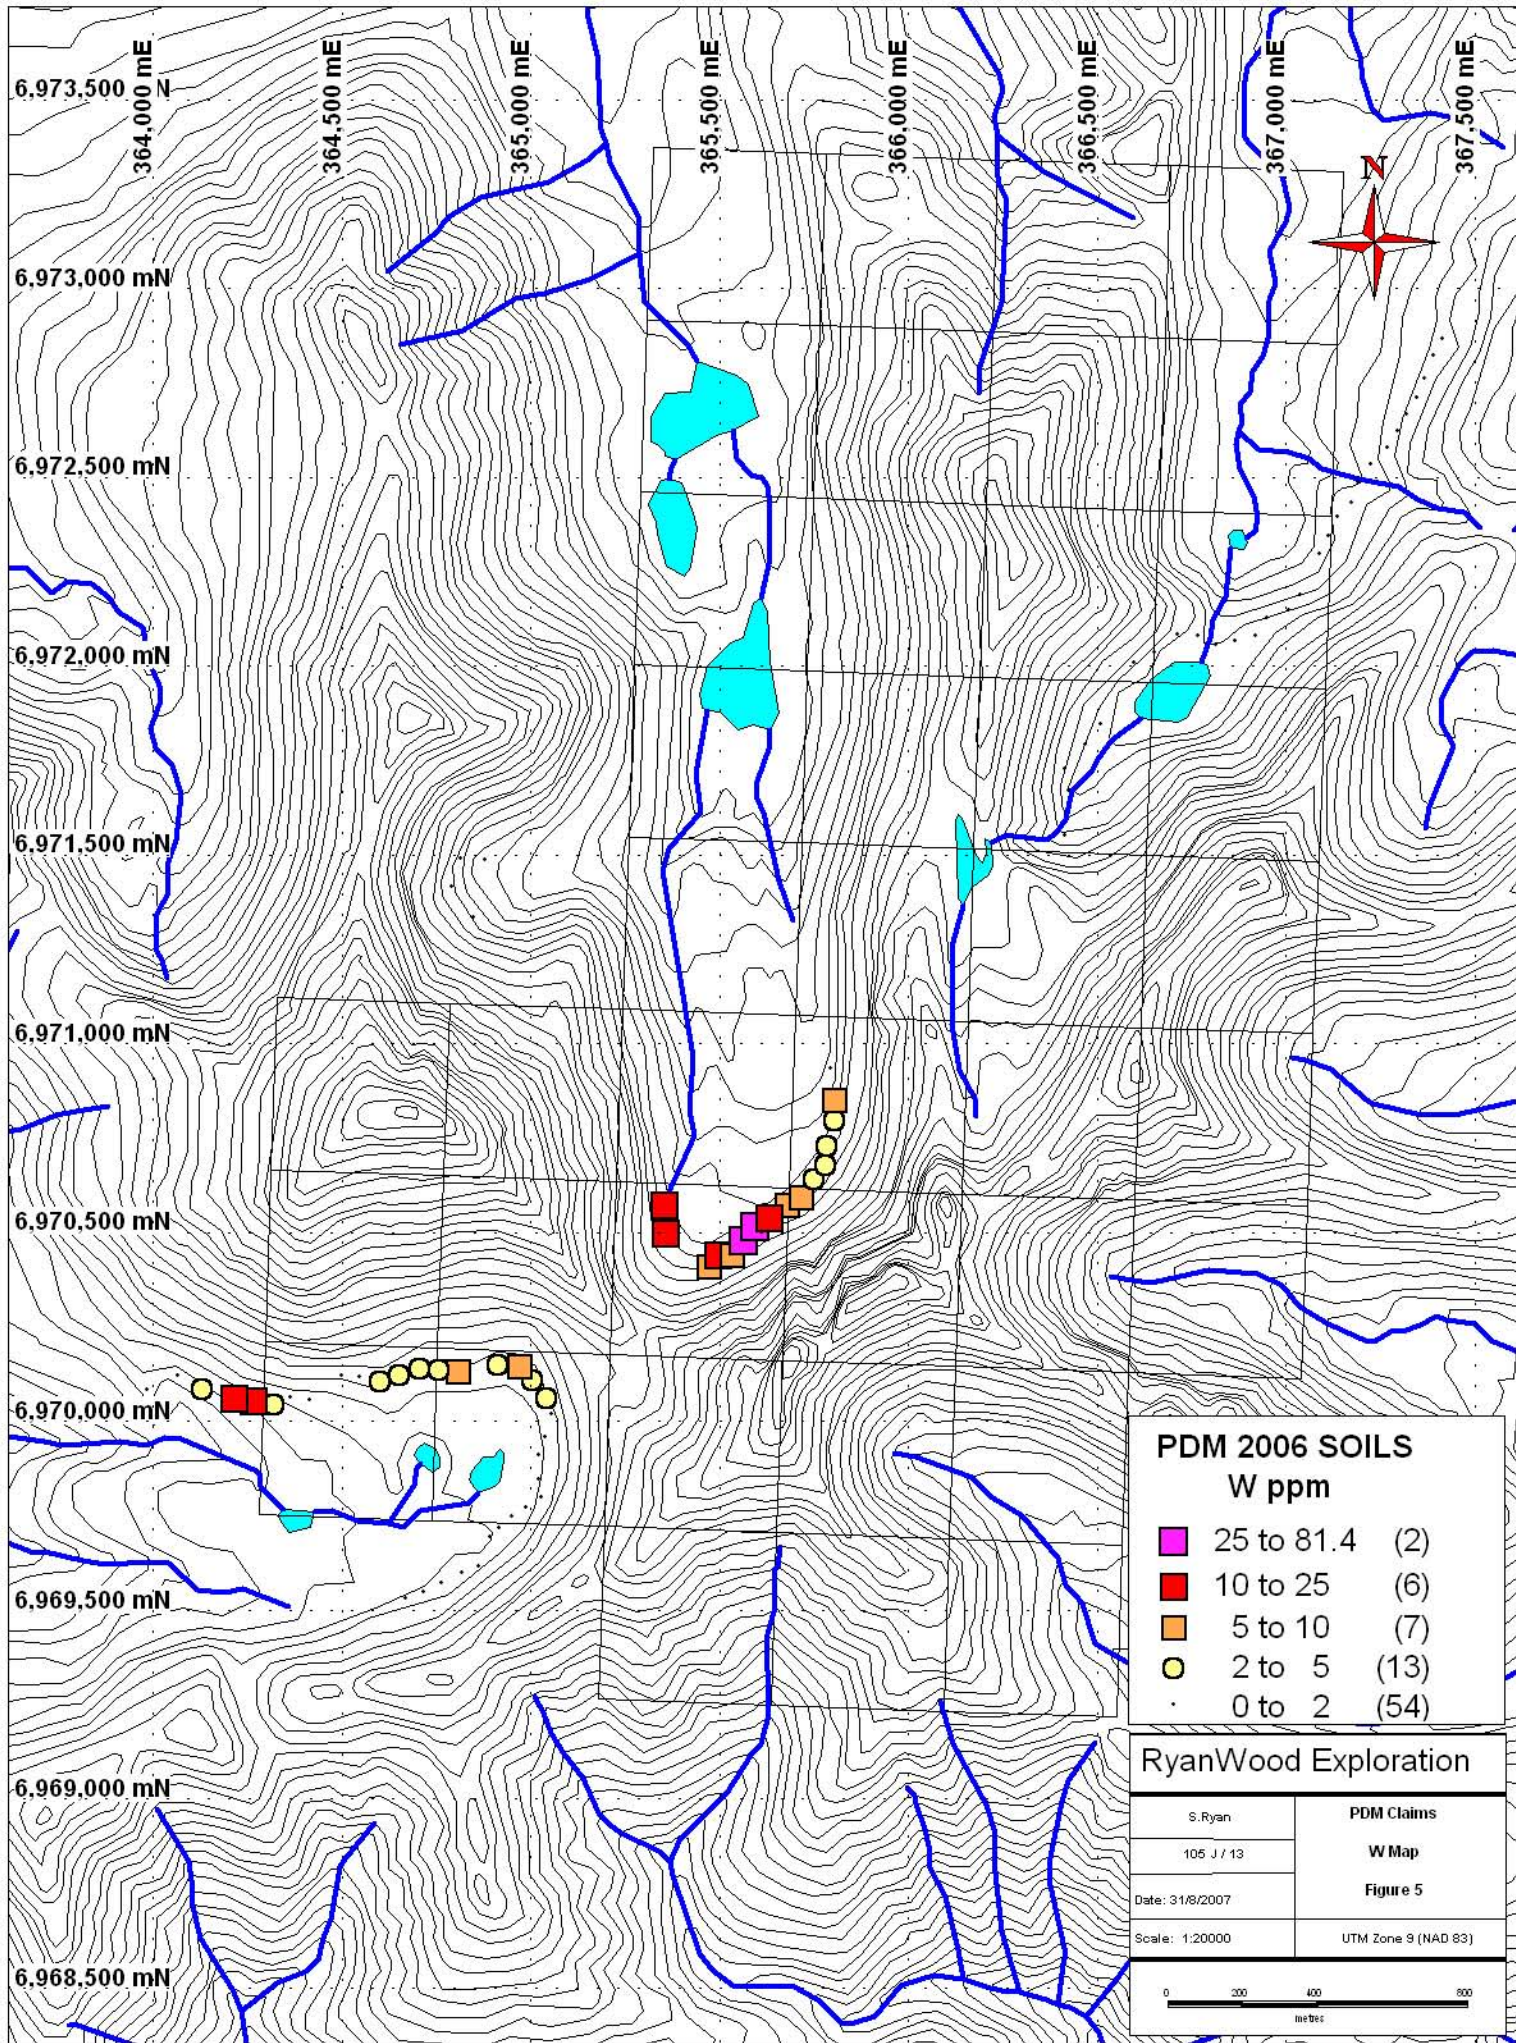 364,000 mE
364,500 mE
365,000 mE
365,500 mE
366,000 mE
366,500 mE
367,000 mE
367,500 mE
6,973,500 N
N
6,973,000 mN
6,972,500 mN
6,972,000 mN
6,971,500 mN
6,971,000 mN
6,970,500 mN
6,970,000 mN
6,969,500 mN
6,969,000 mN
6,968,500 mN
PDM 2006 SOILS
W ppm
25 to 81.4 (2)
10 to 25 (6)
5 to 10 (7)
2 to 5 (13)
0 to 2 (54)
RyanWood Exploration
S.Ryan
105 J / 13
Date: 31/8/2007
Scale: 1:20000
PDM Claims
W Map
Figure 5
UTM Zone 9 (NAD 83)
0 200 400 800
metres